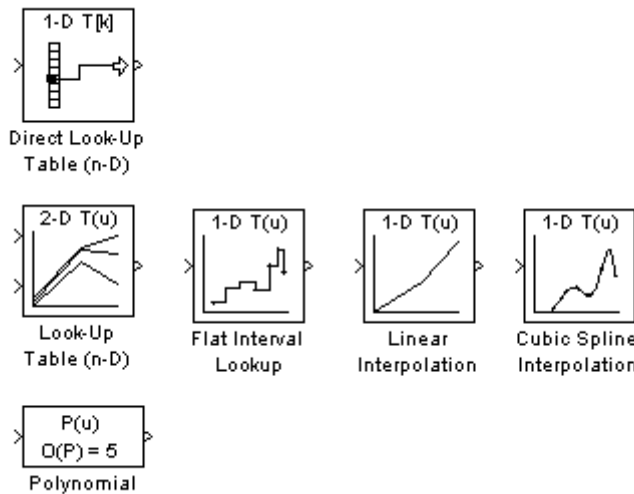 1-D T[k]
Direct Look-Up
Table (n-D)
2-D T(u)
Look-Up
Table (n-D)
1-D T(u)
Flat Interval
Lookup
1-D T(u)
Linear
Interpolation
1-D T(u)
Cubic Spline
Interpolation
P(u)
O(P) = 5
Polynomial